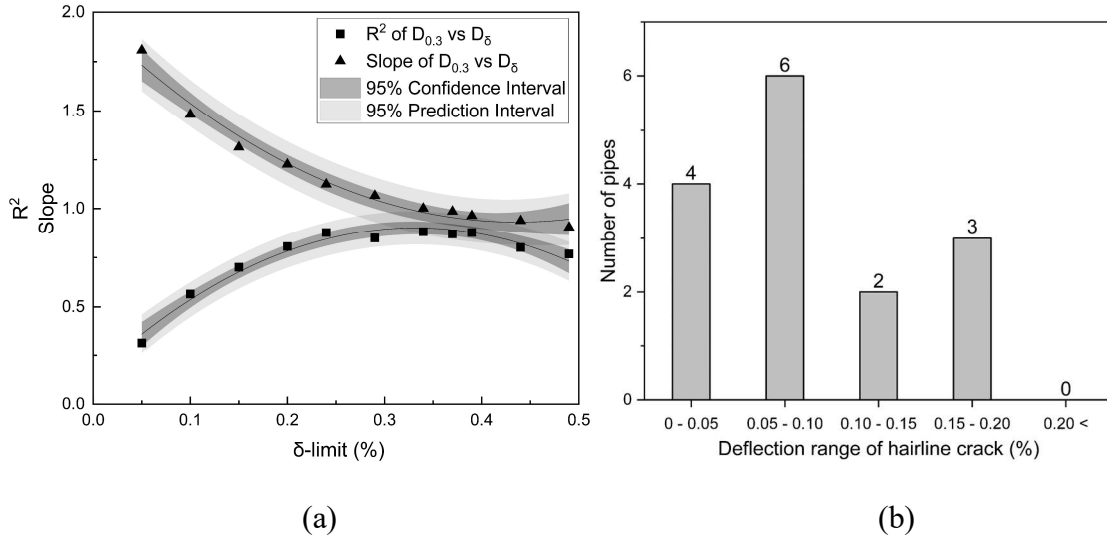 2.0
1.5
1.0
0.5
0.0
R²
Slope
0.0 0.1 0.2 0.3 0.4 0.5
δ-limit (%)
R² of D₀.₃ vs D_δ
Slope of D₀.₃ vs D_δ
95% Confidence Interval
95% Prediction Interval
(a)
6
4
2
0
Number of pipes
4
6
2
3
0
0 - 0.05 0.05 - 0.10 0.10 - 0.15 0.15 - 0.20 0.20 <
Deflection range of hairline crack (%)
(b)